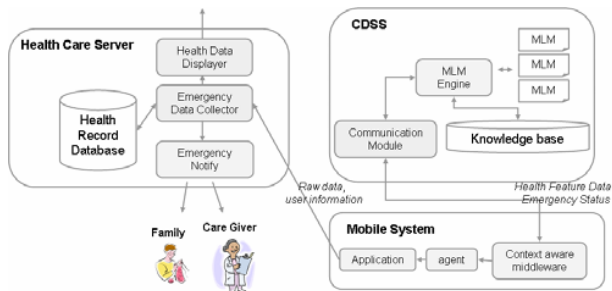 Health Care Server
Health Data
Displayer
Emergency
Data Collector
Health
Record
Database
Emergency
Notify
Raw data,
user information
Family
Care Giver
CDSS
MLM
MLM
MLM
MLM
Engine
Communication
Module
Knowledge base
Health Feature Data
Emergency Status
Mobile System
Application
agent
Context aware
middleware